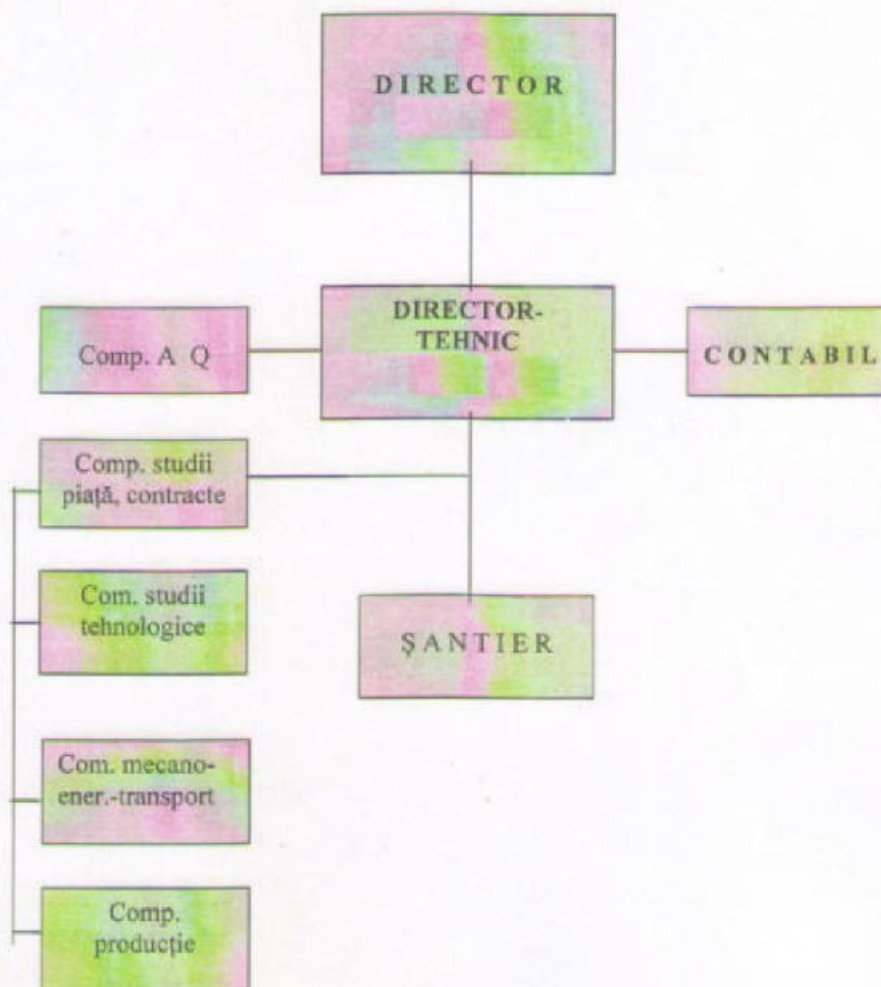 DIRECTOR
DIRECTOR-
TEHNIC
Comp. A Q
CONTABIL
Comp. studii
piață, contracte
Com. studii
tehnologice
ŞANTIER
Com. mecano-
ener.-transport
Comp.
producție